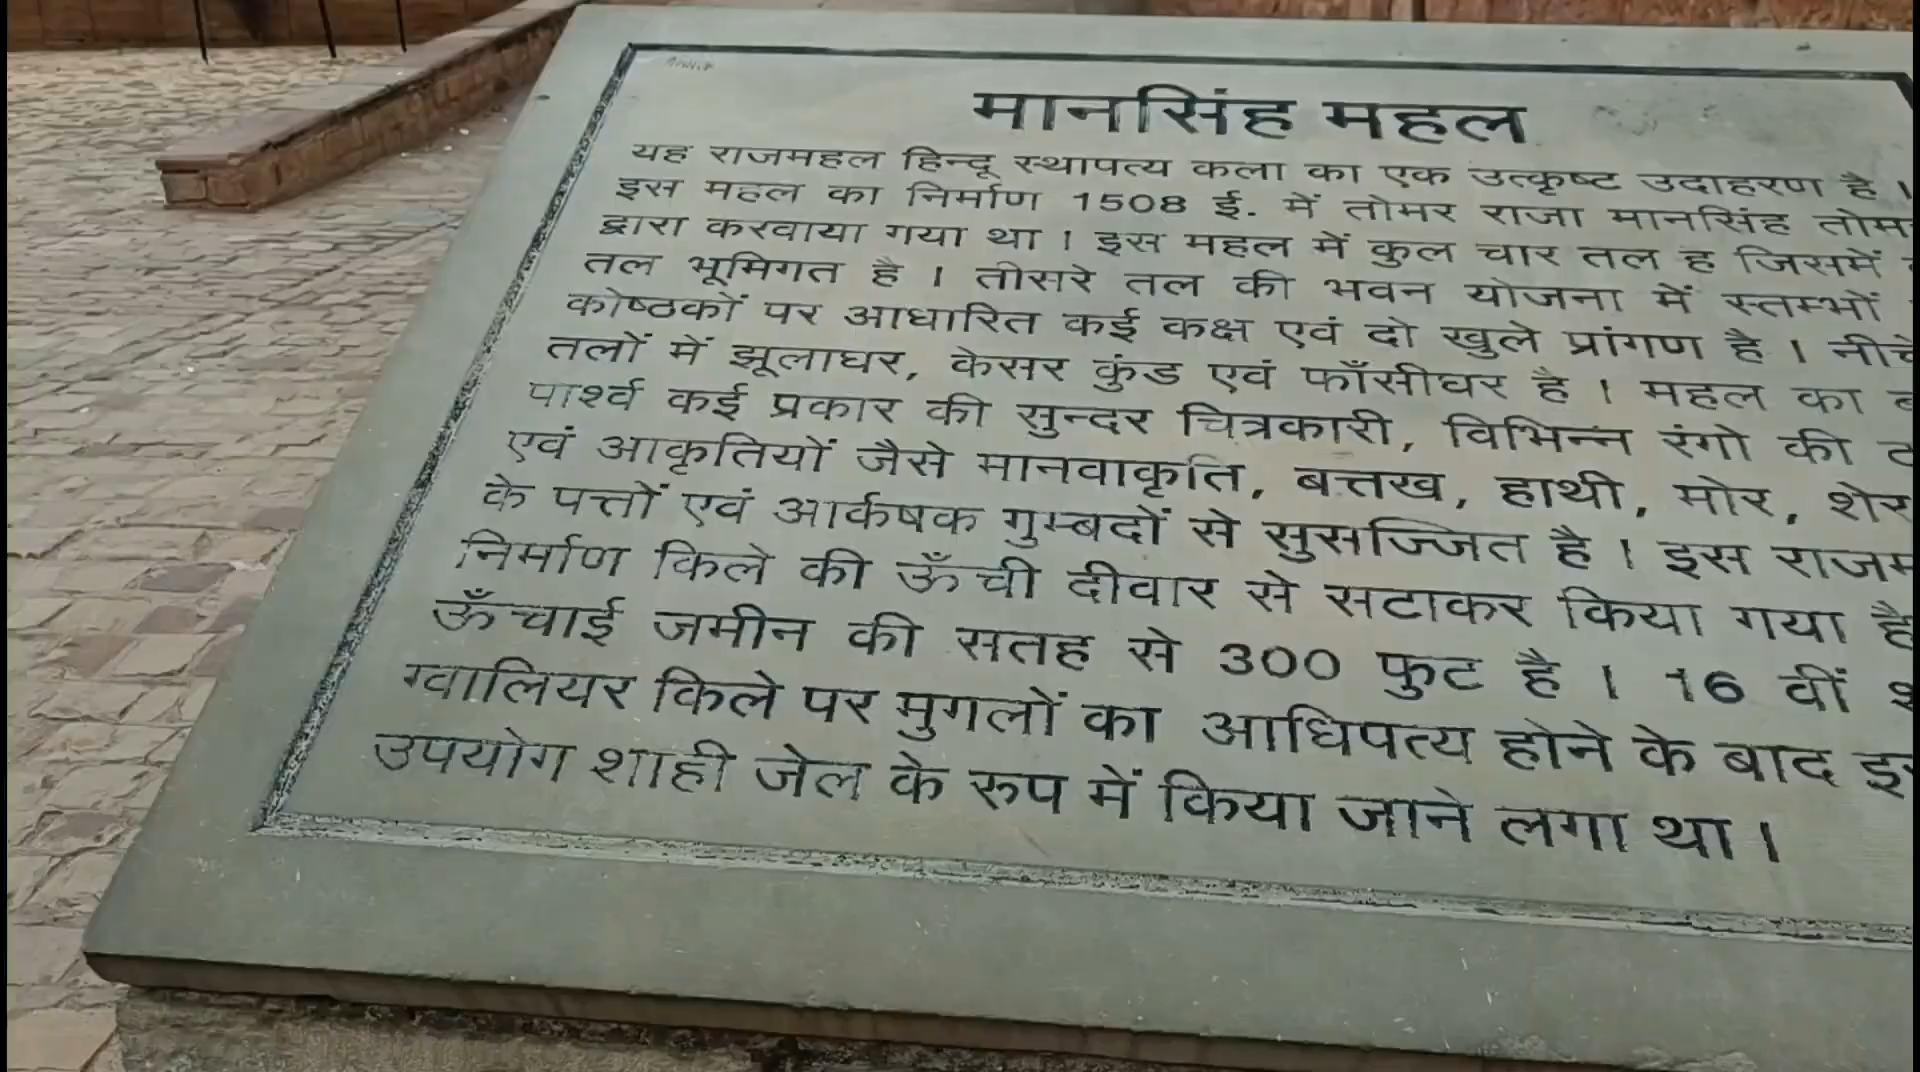 मानसिंह महल
यह राजमहल हिन्दू स्थापत्य कला का एक उत्कृष्ट उदाहरण है ।
इस महल का निर्माण 1508 ई. में तोमर राजा मानसिंह
द्वारा करवाया गया था । इस महल में कुल चार तल ह जिसमें
तल भूमिगत है । तीसरे तल की भवन योजना में स्तम्भों
कोष्ठकों पर आधारित कई कक्ष एवं दो खुले प्रांगण है ।
तलों में झूलाघर, केसर कुंड एवं फाँसीघर है । महल का
पार्श्व कई प्रकार की सुन्दर चित्रकारी, विभिन्न रंगो की
एवं आकृतियों जैसे मानवाकृति, बत्तख, हाथी, मोर, शेर
के पत्तों एवं आर्कषक गुम्बदों से सुसज्जित है । इस
निर्माण किले की ऊँची दीवार से सटाकर किया गया है
ऊँचाई जमीन की सतह से 300 फुट है । 16 वीं
ग्वालियर किले पर मुगलों का आधिपत्य होने के बाद
उपयोग शाही जेल के रुप में किया जाने लगा था ।